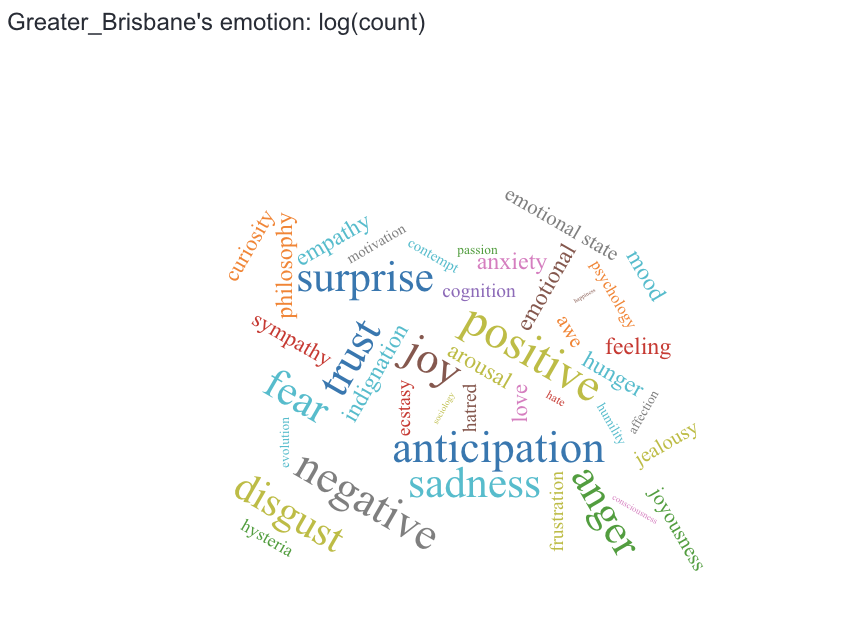 Greater_Brisbane's emotion: log(count)
emotional state
curiosity
philosophy
empathy
motivation
contempt
passion
anxiety
emotional
mood
psychology
surprise
cognition
happiness
sympathy
trust
indignation
joy
positive
arousal
awe
feeling
hunger
fear
ecstasy
sociology
hatred
love
hate
humility
affection
evolution
anticipation
jealousy
negative
sadness
disgust
frustration
anger
consciousness
joyousness
hysteria